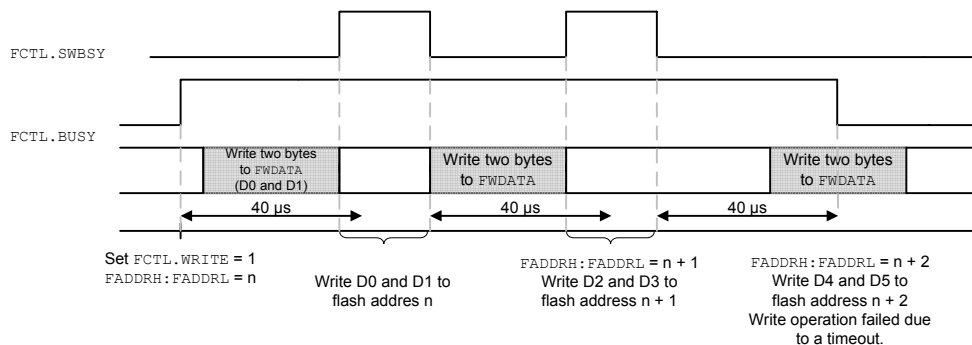 FCTL.SWBSY
FCTL.BUSY
Write two bytes
to FWDATA
(D0 and D1)
Write two bytes
to FWDATA
Write two bytes
to FWDATA
40 µs
40 µs
40 µs
Set FCTL.WRITE = 1
FADDRH:FADDRL = n
Write D0 and D1 to
flash addres n
FADDRH:FADDRL = n + 1
Write D2 and D3 to
flash address n + 1
FADDRH:FADDRL = n + 2
Write D4 and D5 to
flash address n + 2
Write operation failed due
to a timeout.